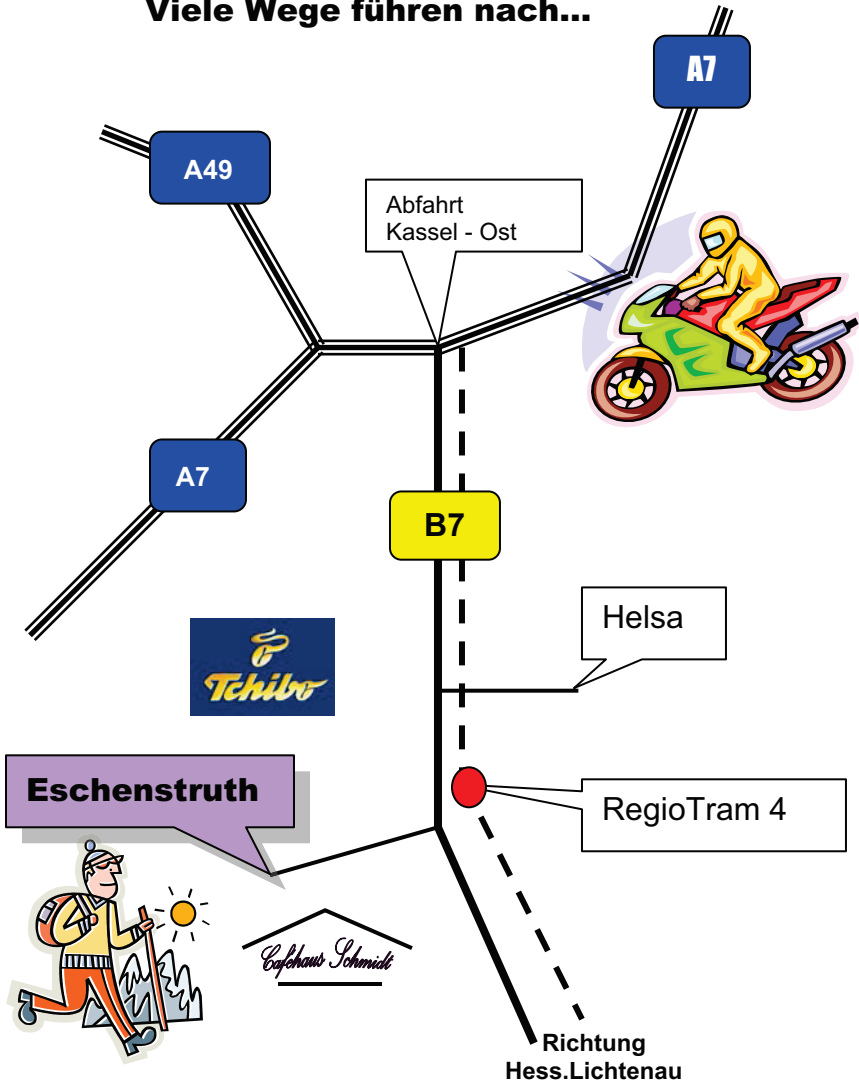 Viele Wege führen nach...
A7
A49
Abfahrt
Kassel - Ost
A7
B7
Helsa
Tchibo
Eschenstruth
RegioTram 4
Caféhaus Schmidt
Richtung
Hess.Lichtenau